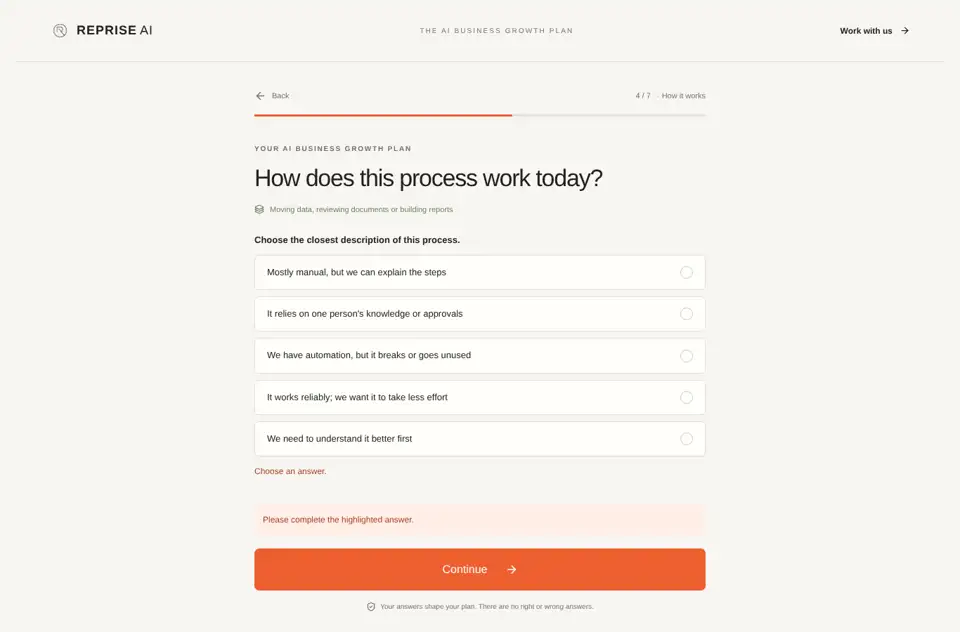 REPRISE AI
THE AI BUSINESS GROWTH PLAN
Work with us
Back
4 / 7 · How it works
YOUR AI BUSINESS GROWTH PLAN
How does this process work today?
Moving data, reviewing documents or building reports
Choose the closest description of this process.
Mostly manual, but we can explain the steps
It relies on one person's knowledge or approvals
We have automation, but it breaks or goes unused
It works reliably; we want it to take less effort
We need to understand it better first
Choose an answer.
Please complete the highlighted answer.
Continue
Your answers shape your plan. There are no right or wrong answers.